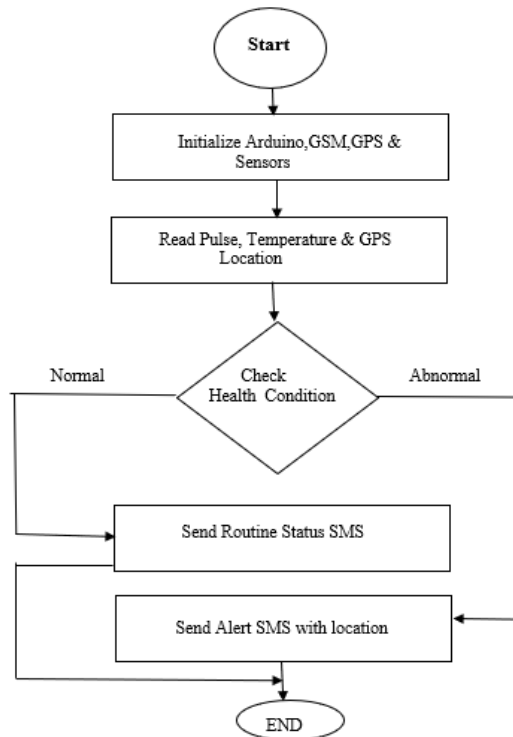 Start
Initialize Arduino,GSM,GPS &
Sensors
Read Pulse, Temperature & GPS
Location
Normal
Check
Health Condition
Abnormal
Send Routine Status SMS
Send Alert SMS with location
END